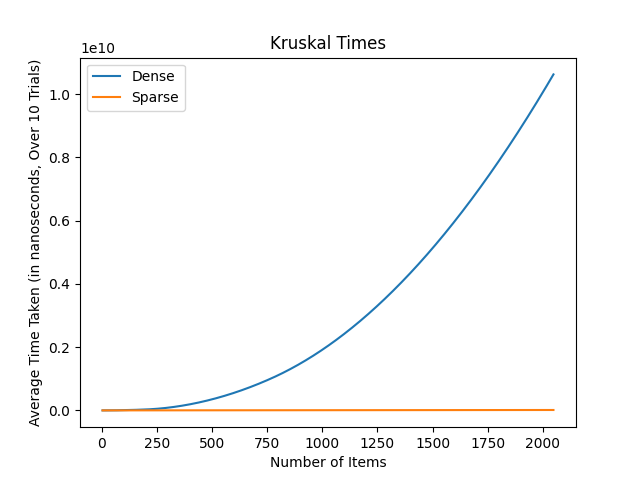 Kruskal Times
1e10
Dense
Sparse
Average Time Taken (in nanoseconds, Over 10 Trials)
1.0
0.8
0.6
0.4
0.2
0.0
0 250 500 750 1000 1250 1500 1750 2000
Number of Items